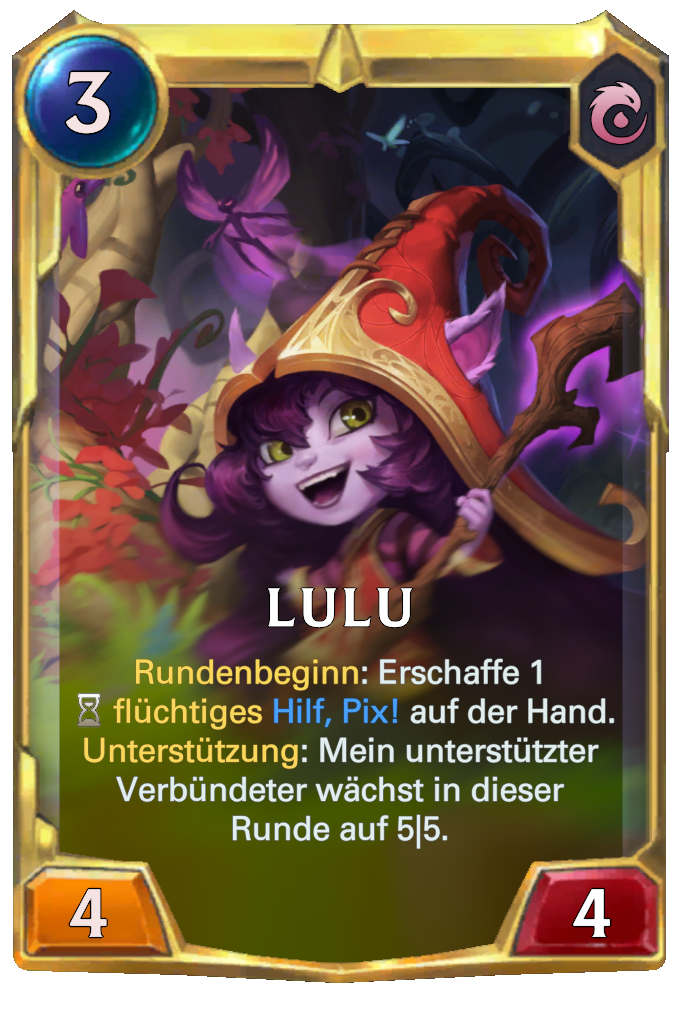 3
LULU
Rundenbeginn: Erschaffe 1
flüchtiges Hilf, Pix! auf der Hand.
Unterstützung: Mein unterstützter
Verbündeter wächst in dieser
Runde auf 5|5.
4
4